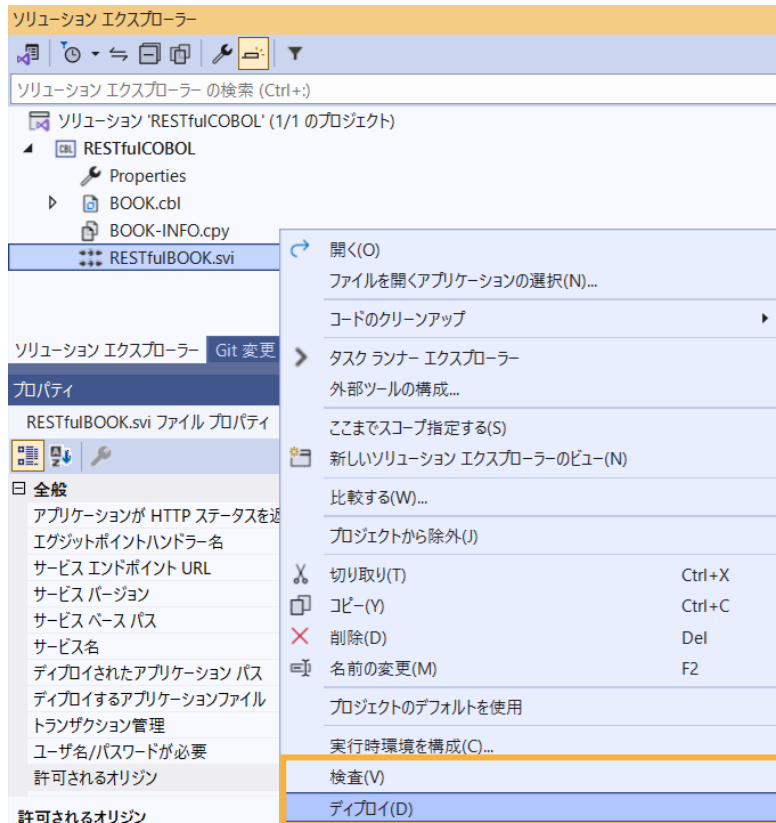 ソリューション エクスプローラー
ソリューション エクスプローラー の検索 (Ctrl+:)
ソリューション 'RESTfulCOBOL' (1/1 のプロジェクト)
CBL RESTfulCOBOL
Properties
BOOK.cbl
BOOK-INFO.cpy
RESTfulBOOK.svi
ソリューション エクスプローラー Git 変更
プロパティ
RESTfulBOOK.svi ファイル プロパティ
全般
アプリケーションが HTTP ステータスを返
エグジットポイントハンドラー名
サービス エンドポイント URL
サービス バージョン
サービス ベース パス
サービス名
ディプロイされたアプリケーション パス
ディプロイするアプリケーションファイル
トランザクション管理
ユーザ名/パスワードが必要
許可されるオリジン
許可されるオリジン
開く(O)
ファイルを開くアプリケーションの選択(N)...
コードのクリーンアップ
タスク ランナー エクスプローラー
外部ツールの構成...
ここまでスコープ指定する(S)
新しいソリューション エクスプローラーのビュー(N)
比較する(W)...
プロジェクトから除外(J)
切り取り(T) Ctrl+X
コピー(Y) Ctrl+C
削除(D) Del
名前の変更(M) F2
プロジェクトのデフォルトを使用
実行時環境を構成(C)...
検査(V)
ディプロイ(D)